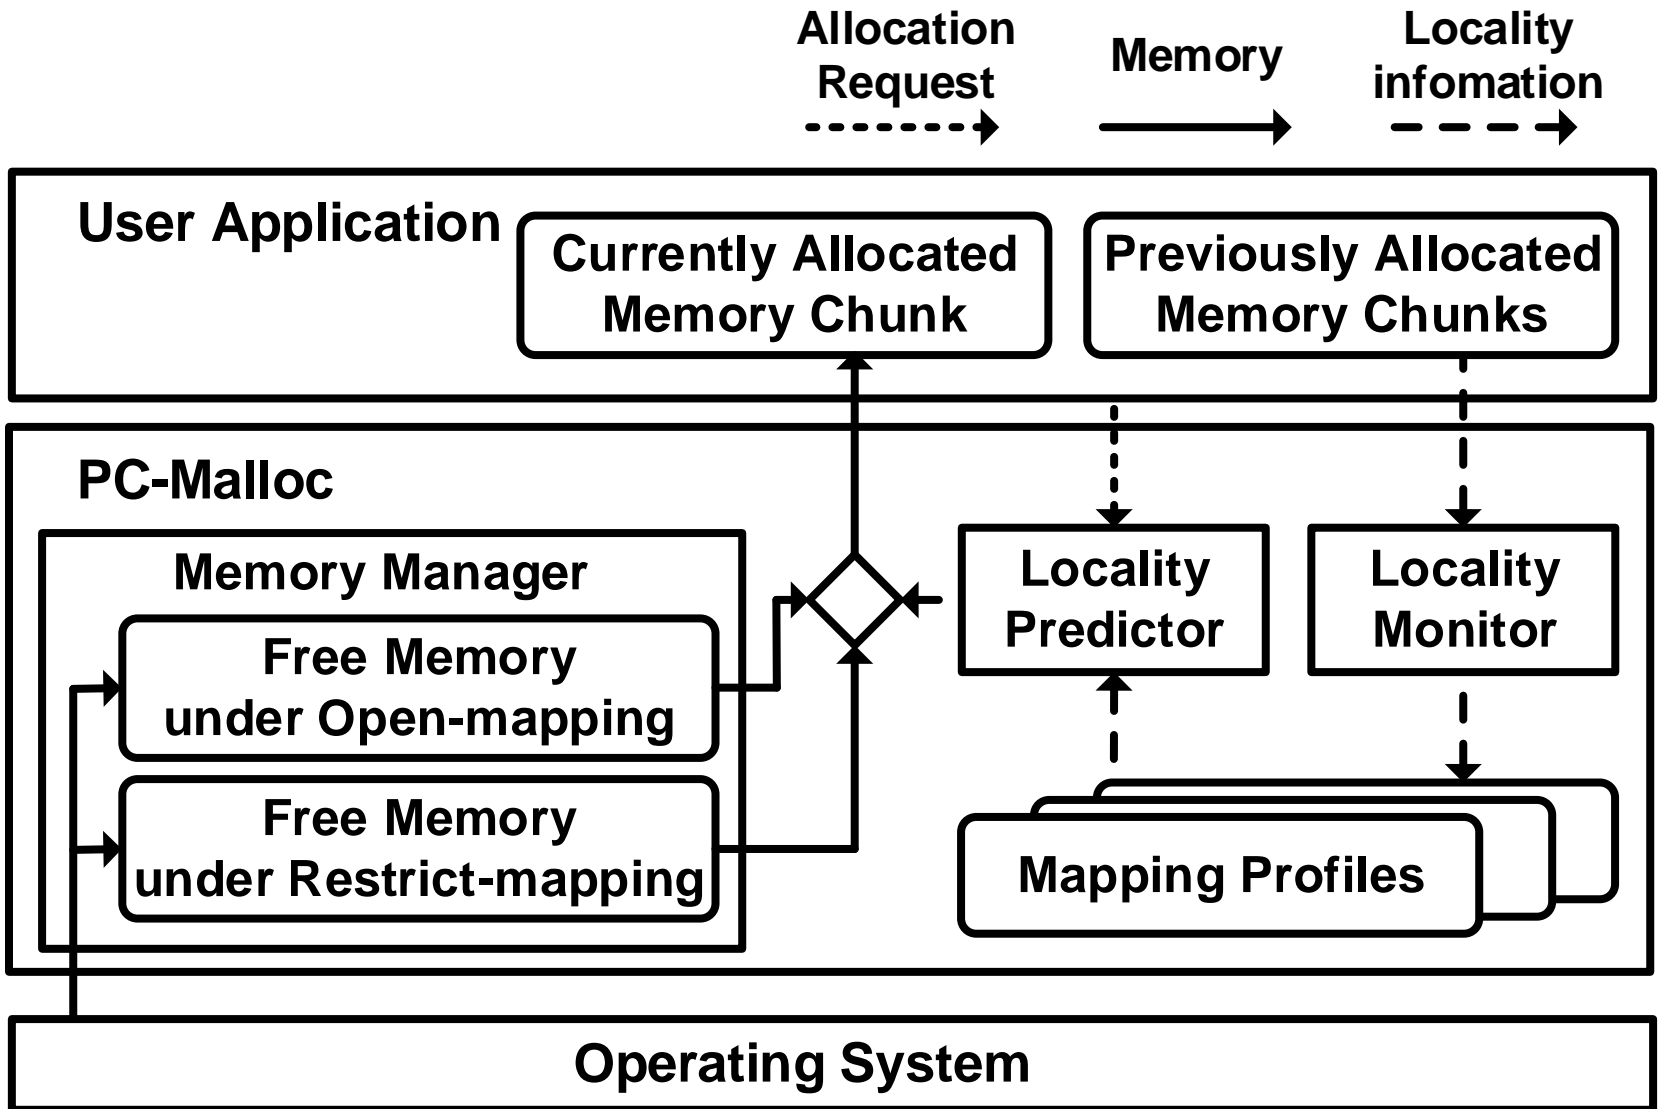 Allocation
Request
Memory
Locality
infomation
User Application
Currently Allocated
Memory Chunk
Previously Allocated
Memory Chunks
PC-Malloc
Memory Manager
Free Memory
under Open-mapping
Free Memory
under Restrict-mapping
Locality
Predictor
Locality
Monitor
Mapping Profiles
Operating System